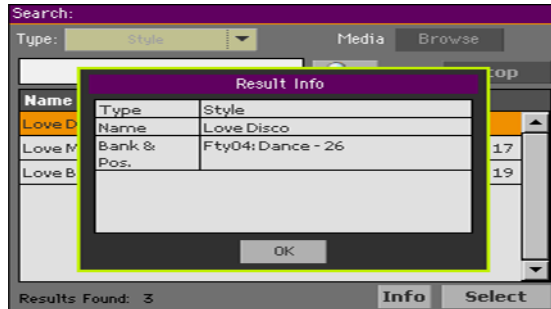 Search:
Type: Style Media Browse
op
Result Info
Name
Type Style
Love D
Name Love Disco
Love M 17
Bank & Fty04: Dance - 26
Pos.
Love B 19
OK
Results Found: 3 Info Select